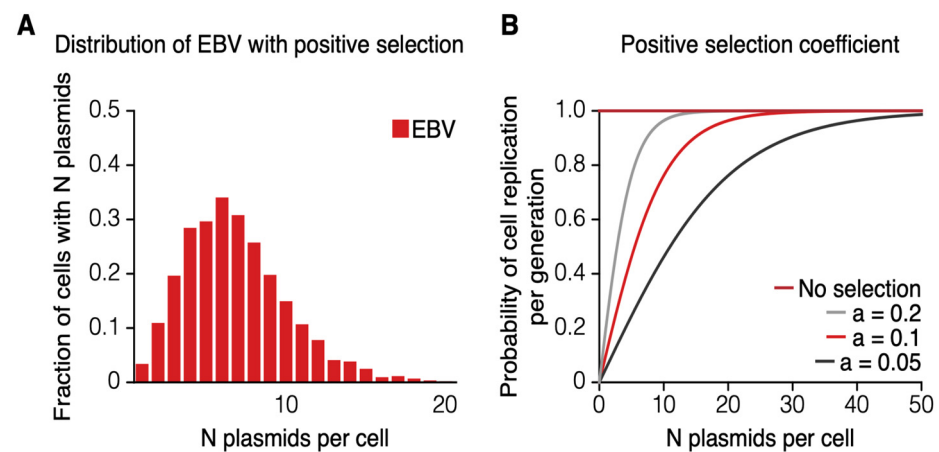 A
Distribution of EBV with positive selection
Fraction of cells with N plasmids
0.5
0.4
0.3
0.2
0.1
0
EBV
10
20
N plasmids per cell
B
Positive selection coefficient
Probability of cell replication
per generation
1.0
0.8
0.6
0.4
0.2
0
No selection
a = 0.2
a = 0.1
a = 0.05
0
10
20
30
40
50
N plasmids per cell